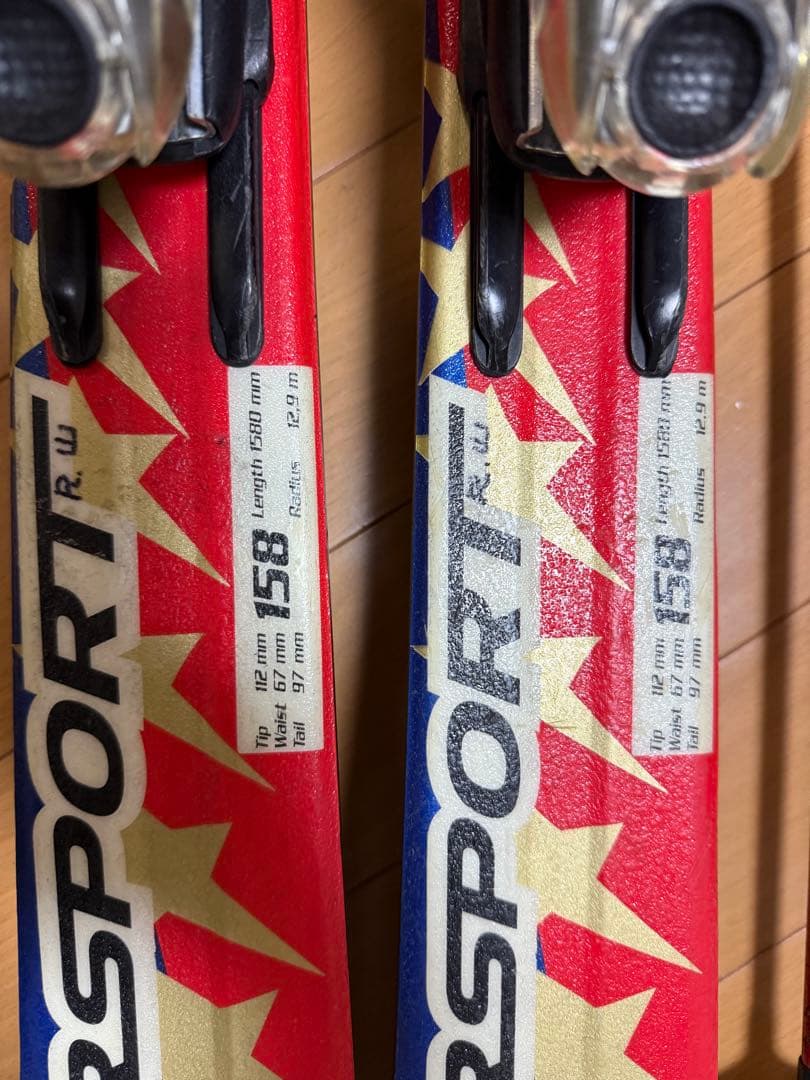 RSPORT
R.W
Tip 112 mm
Waist 67 mm
Tail 97 mm
158
Length 1580 mm
Radius 12,9 m
RSPORT
R.W
Tip 112 mm
Waist 67 mm
Tail 97 mm
158
Length 1580 mm
Radius 12,9 m